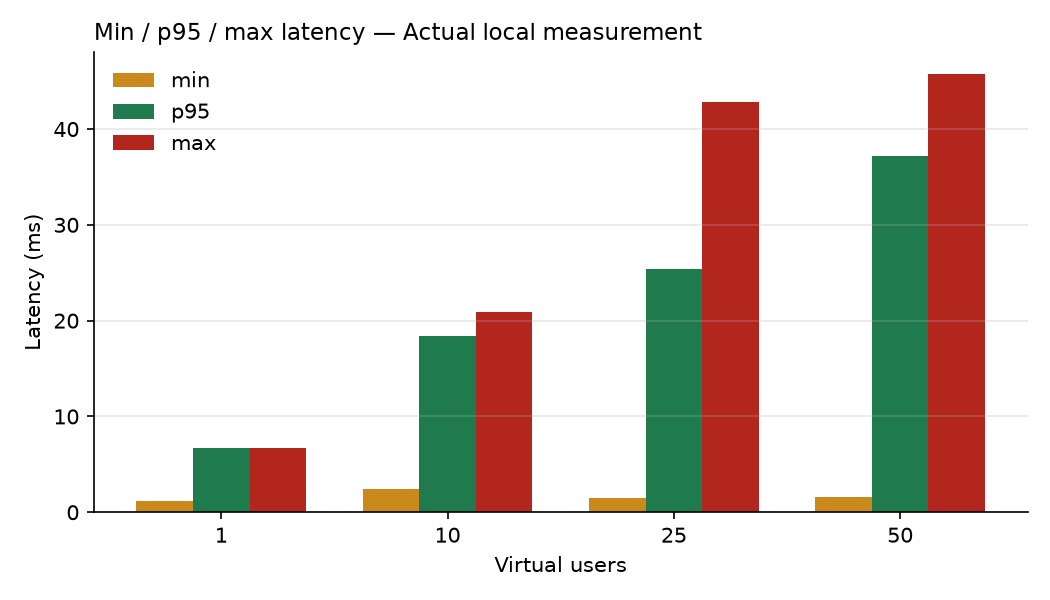 Min / p95 / max latency — Actual local measurement
min
p95
max
Latency (ms)
40
30
20
10
0
1 10 25 50
Virtual users